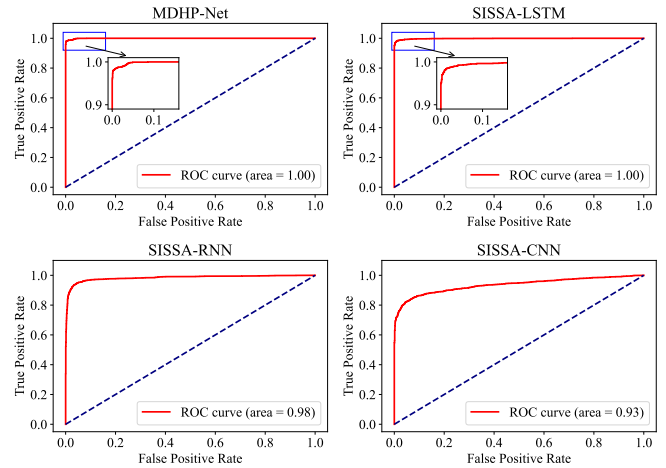 MDHP-Net
True Positive Rate
1.0
0.8
0.6
0.4
0.2
0.0
1.0
0.9
0.0 0.1
ROC curve (area = 1.00)
0.0 0.2 0.4 0.6 0.8 1.0
False Positive Rate
SISSA-LSTM
True Positive Rate
1.0
0.8
0.6
0.4
0.2
0.0
1.0
0.9
0.0 0.1
ROC curve (area = 1.00)
0.0 0.2 0.4 0.6 0.8 1.0
False Positive Rate
SISSA-RNN
True Positive Rate
1.0
0.8
0.6
0.4
0.2
0.0
ROC curve (area = 0.98)
0.0 0.2 0.4 0.6 0.8 1.0
False Positive Rate
SISSA-CNN
True Positive Rate
1.0
0.8
0.6
0.4
0.2
0.0
ROC curve (area = 0.93)
0.0 0.2 0.4 0.6 0.8 1.0
False Positive Rate